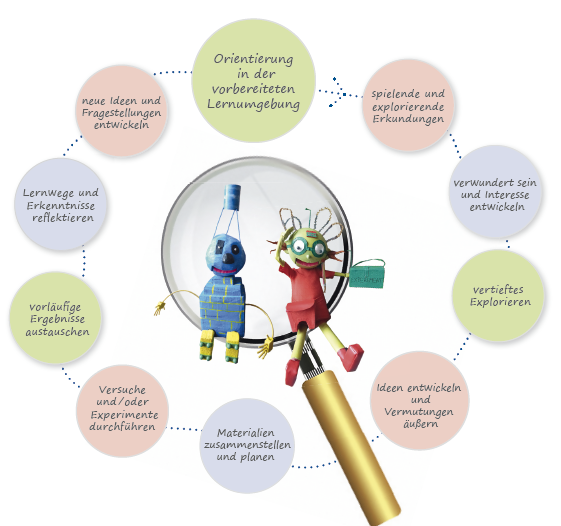 Orientierung
in der
vorbereiteten
Lernumgebung
spielende und
explorierende
Erkundungen
verwundert sein
und Interesse
entwickeln
vertieftes
Explorieren
Ideen entwickeln
und
Vermutungen
äußern
Materialien
zusammenstellen
und planen
Versuche
und/oder
Experimente
durchführen
vorläufige
Ergebnisse
austauschen
Lernwege und
Erkenntnisse
reflektieren
neue Ideen und
Fragestellungen
entwickeln